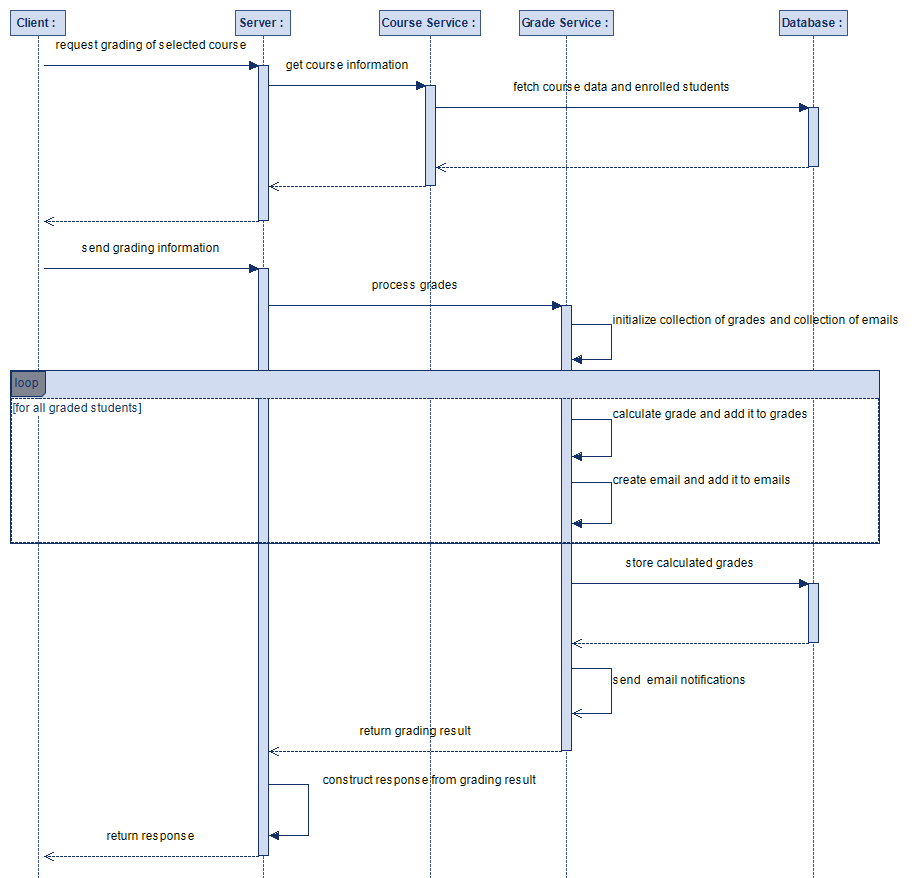 Client :
Server :
Course Service :
Grade Service :
Database :
request grading of selected course
get course information
fetch course data and enrolled students
send grading information
process grades
initialize collection of grades and collection of emails
loop
[for all graded students]
calculate grade and add it to grades
create email and add it to emails
store calculated grades
send email notifications
return grading result
construct response from grading result
return response